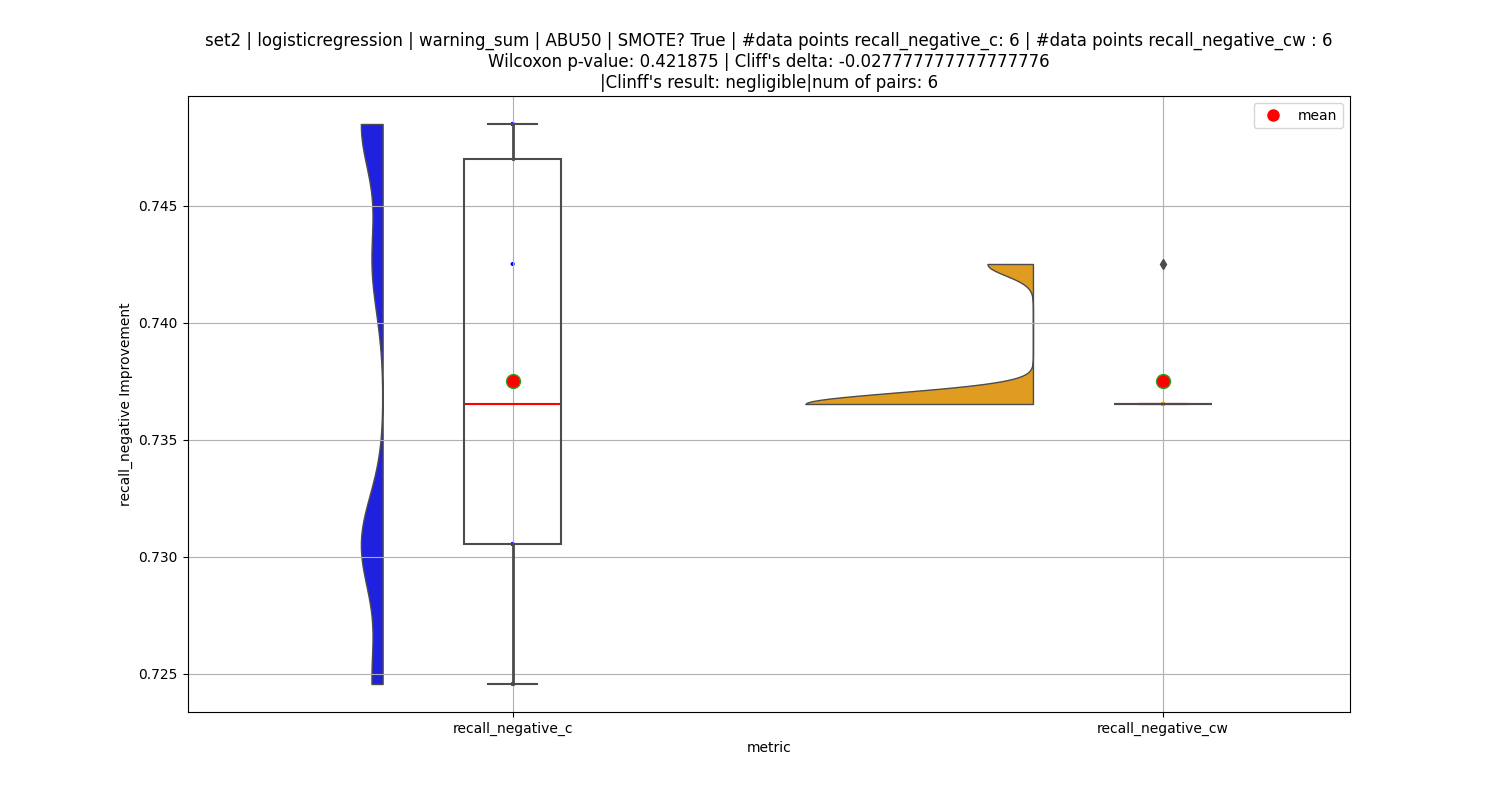 set2 | logisticregression | warning_sum | ABU50 | SMOTE? True | #data points recall_negative_c: 6 | #data points recall_negative_cw : 6
Wilcoxon p-value: 0.421875 | Cliff's delta: -0.027777777777777776
|Clinff's result: negligible|num of pairs: 6
mean
0.745
0.740
0.735
0.730
0.725
recall_negative Improvement
recall_negative_c
recall_negative_cw
metric